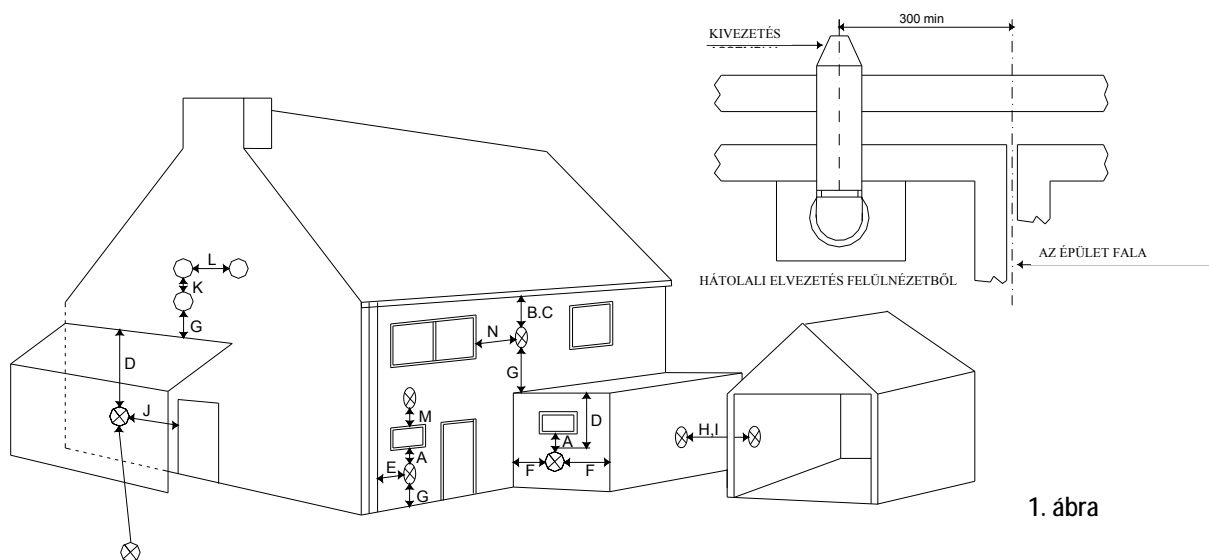 300 min
KIVEZETÉS
AZ ÉPÜLET FALA
HÁTOLALI ELVEZETÉS FELÜLNÉZETBŐL
L
K
G
D
J
B.C
N
G
M
A
E
G
D
A
F
F
H,I
1. ábra